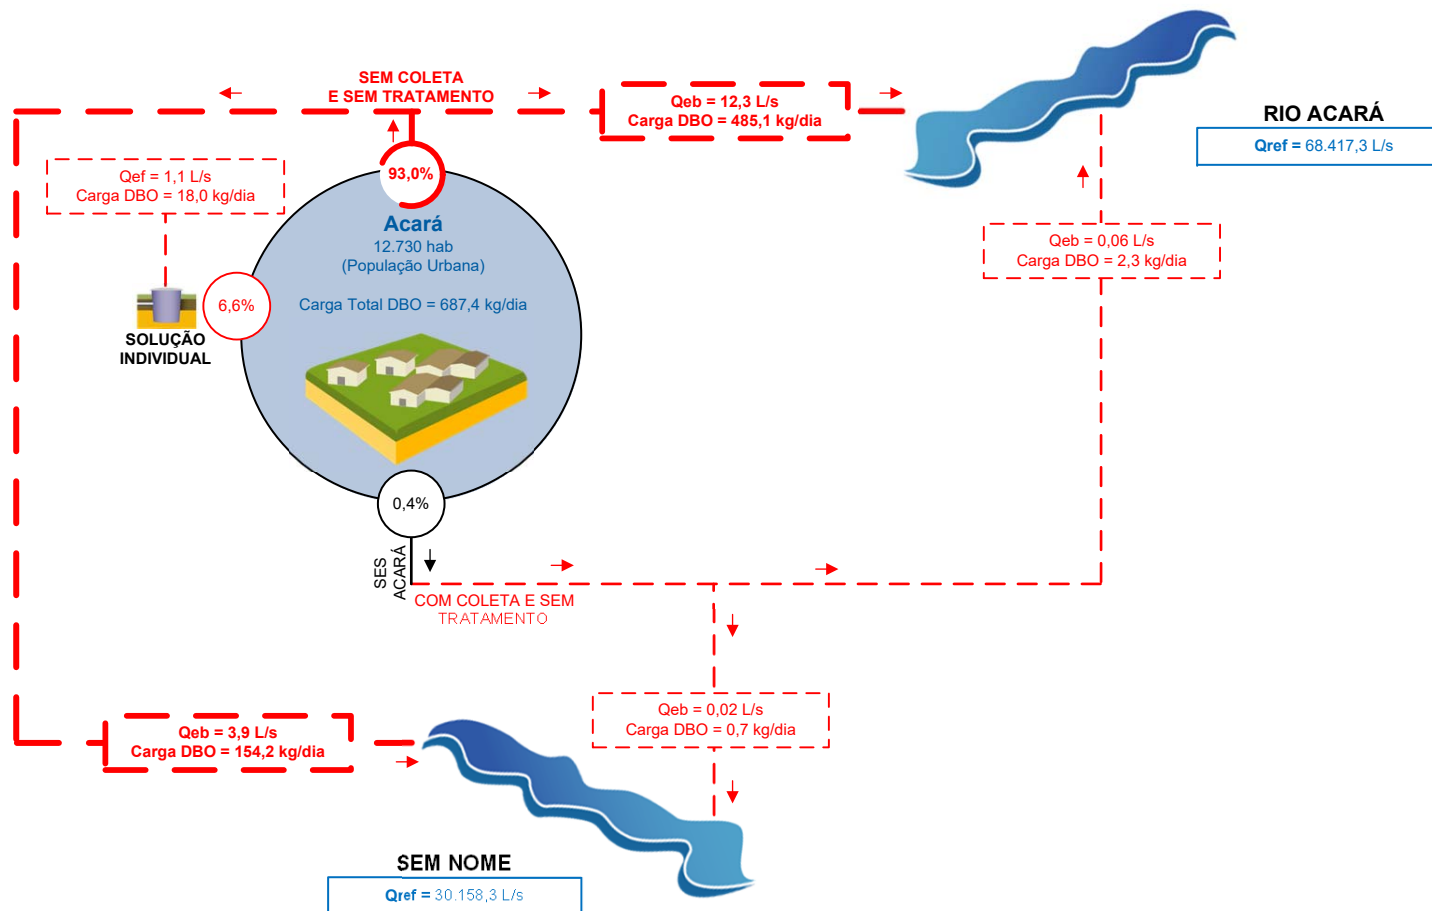 SEM COLETA
E SEM TRATAMENTO
Qeb = 12,3 L/s
Carga DBO = 485,1 kg/dia
RIO ACARÁ
Qref = 68.417,3 L/s
Qef = 1,1 L/s
Carga DBO = 18,0 kg/dia
93,0%
Acará
12.730 hab
(População Urbana)
Carga Total DBO = 687,4 kg/dia
6,6%
SOLUÇÃO
INDIVIDUAL
Qeb = 0,06 L/s
Carga DBO = 2,3 kg/dia
0,4%
SES
ACARÁ
COM COLETA E SEM
TRATAMENTO
Qeb = 0,02 L/s
Carga DBO = 0,7 kg/dia
Qeb = 3,9 L/s
Carga DBO = 154,2 kg/dia
SEM NOME
Qref = 30.158,3 L/s